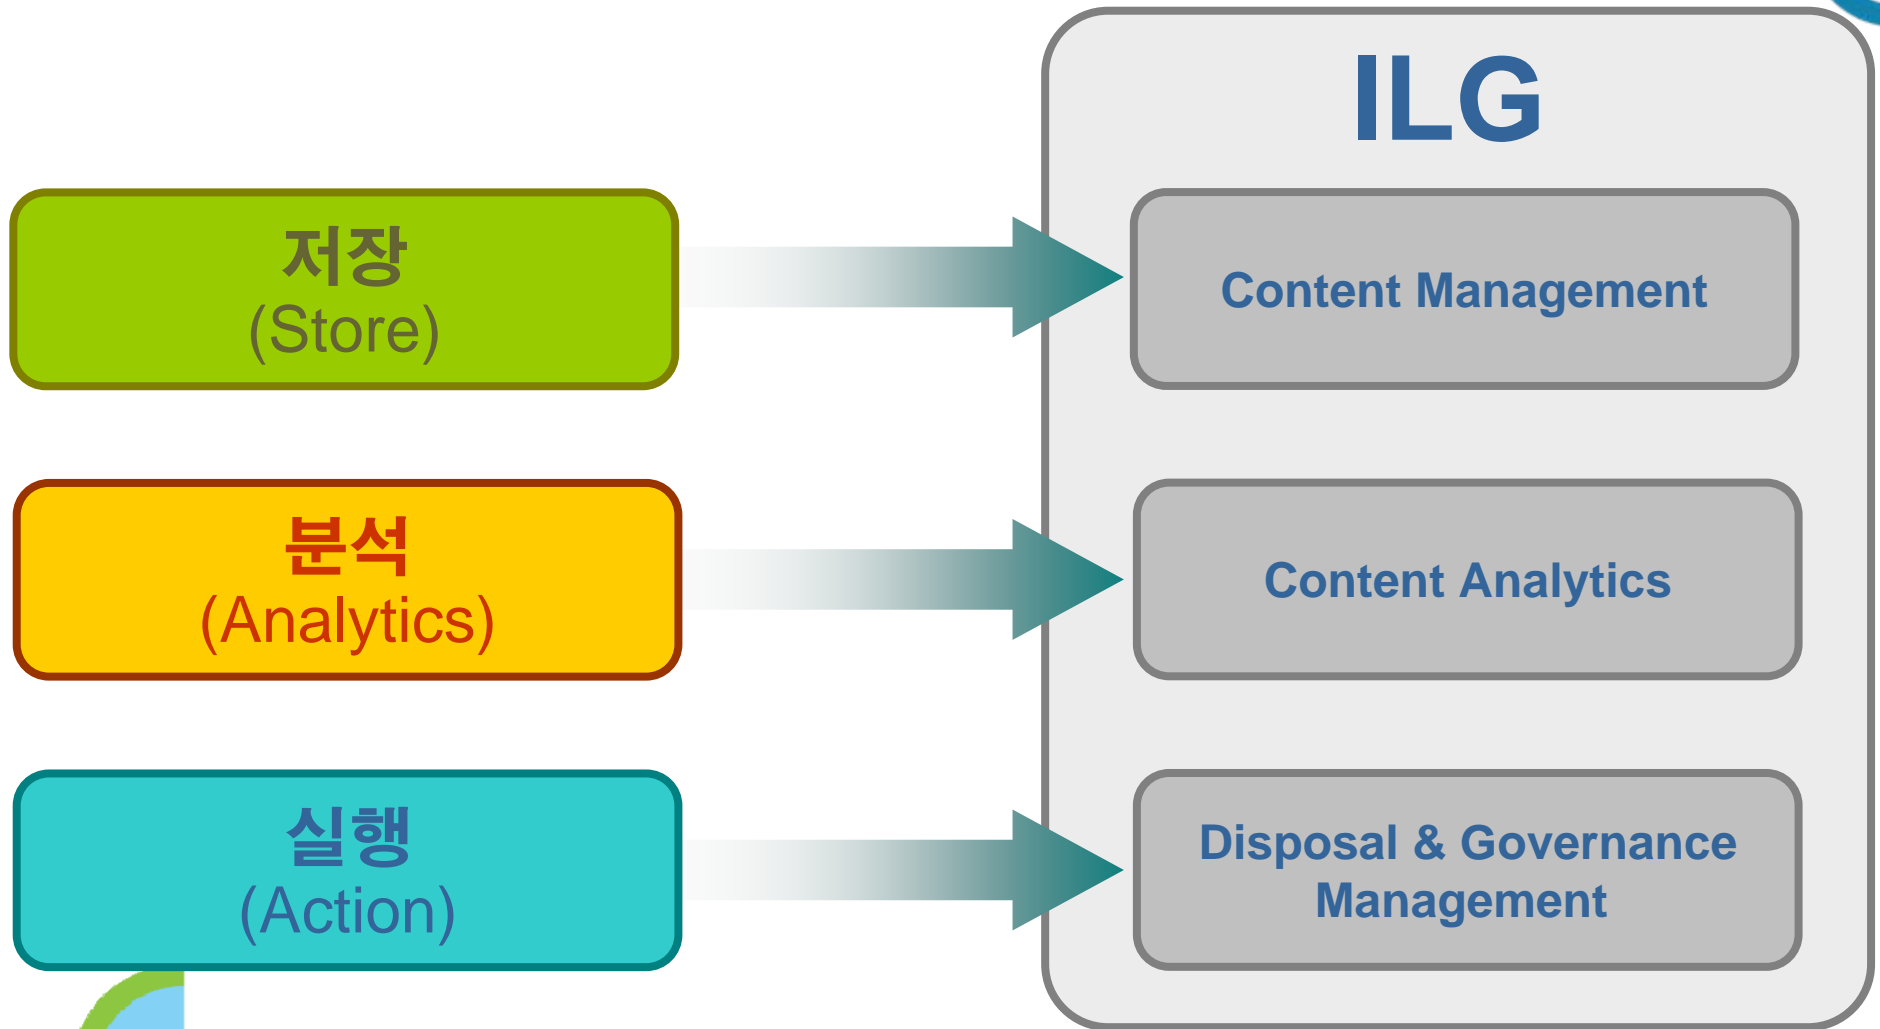 ILG
저장
(Store)
Content Management
분석
(Analytics)
Content Analytics
실행
(Action)
Disposal & Governance
Management